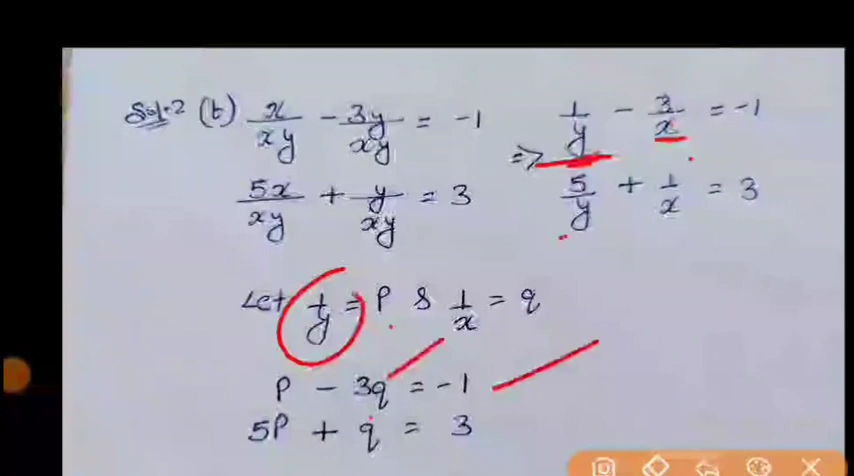 Sol.2 (b) x/xy - 3y/xy = -1 => 1/y - 3/x = -1
5x/xy + y/xy = 3 5/y + 1/x = 3
Let 1/y = P & 1/x = q
P - 3q = -1
5P + q = 3